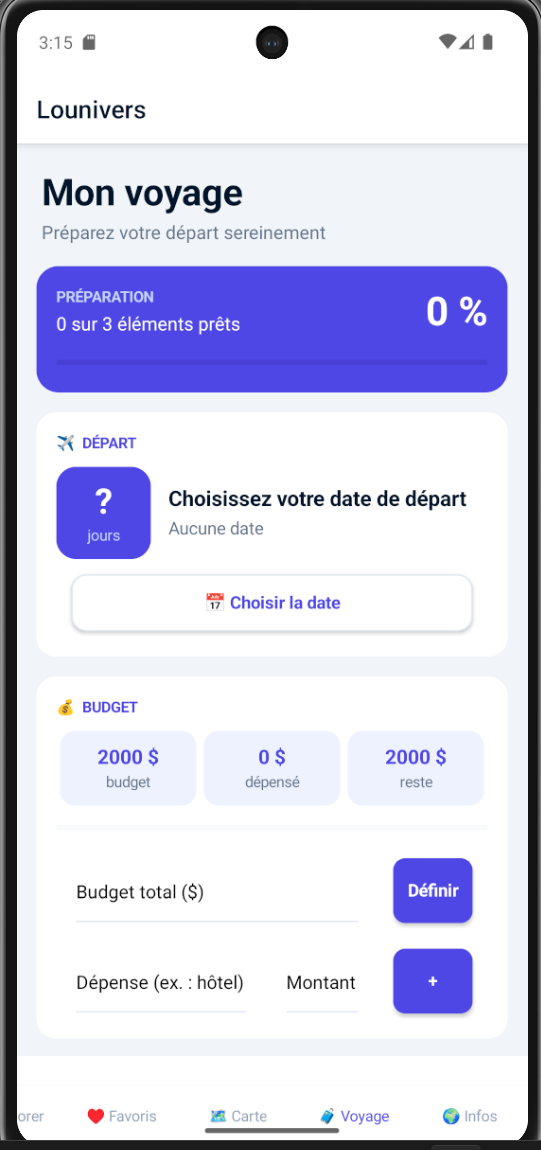 3:15
Lounivers
Mon voyage
Préparez votre départ sereinement
PRÉPARATION
0 sur 3 éléments prêts
0 %
✈️ DÉPART
?
jours
Choisissez votre date de départ
Aucune date
📅 Choisir la date
💰 BUDGET
2000 $ 0 $ 2000 $
budget dépensé reste
Budget total ($) Définir
Dépense (ex. : hôtel) Montant +
orer ❤️ Favoris 🗺️ Carte 🧳 Voyage 🌍 Infos